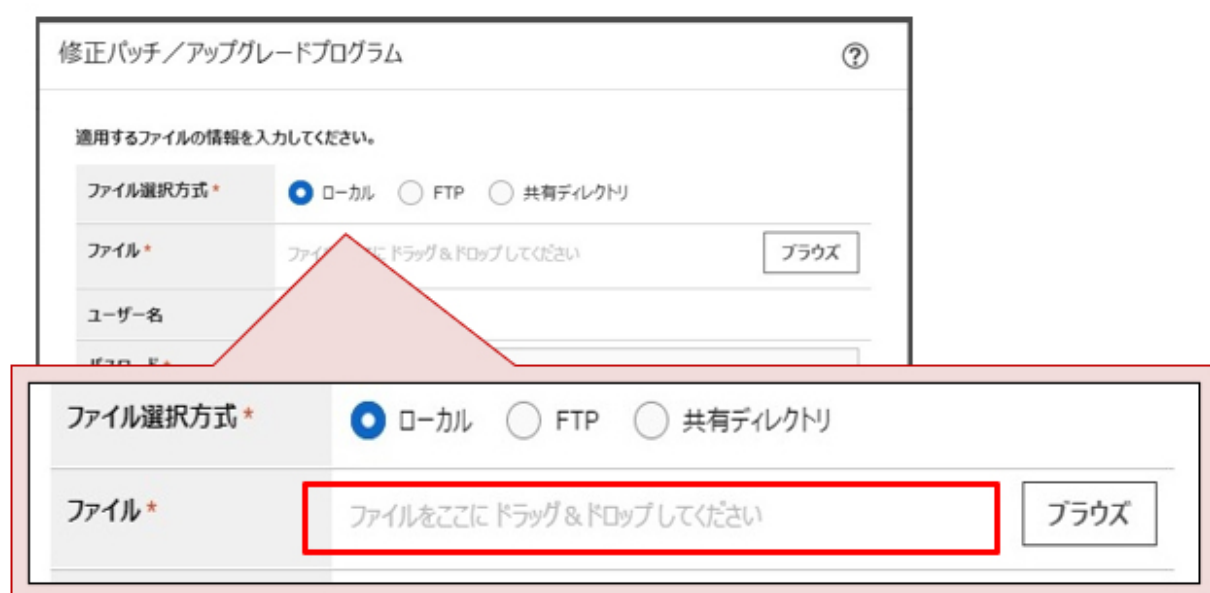 修正パッチ／アップグレードプログラム ?
適用するファイルの情報を入力してください。
ファイル選択方式* ローカル FTP 共有ディレクトリ
ファイル* ドラッグ&ドロップしてください ブラウズ
ユーザー名
ファイル選択方式* ローカル FTP 共有ディレクトリ
ファイル* ファイルをここにドラッグ&ドロップしてください ブラウズ